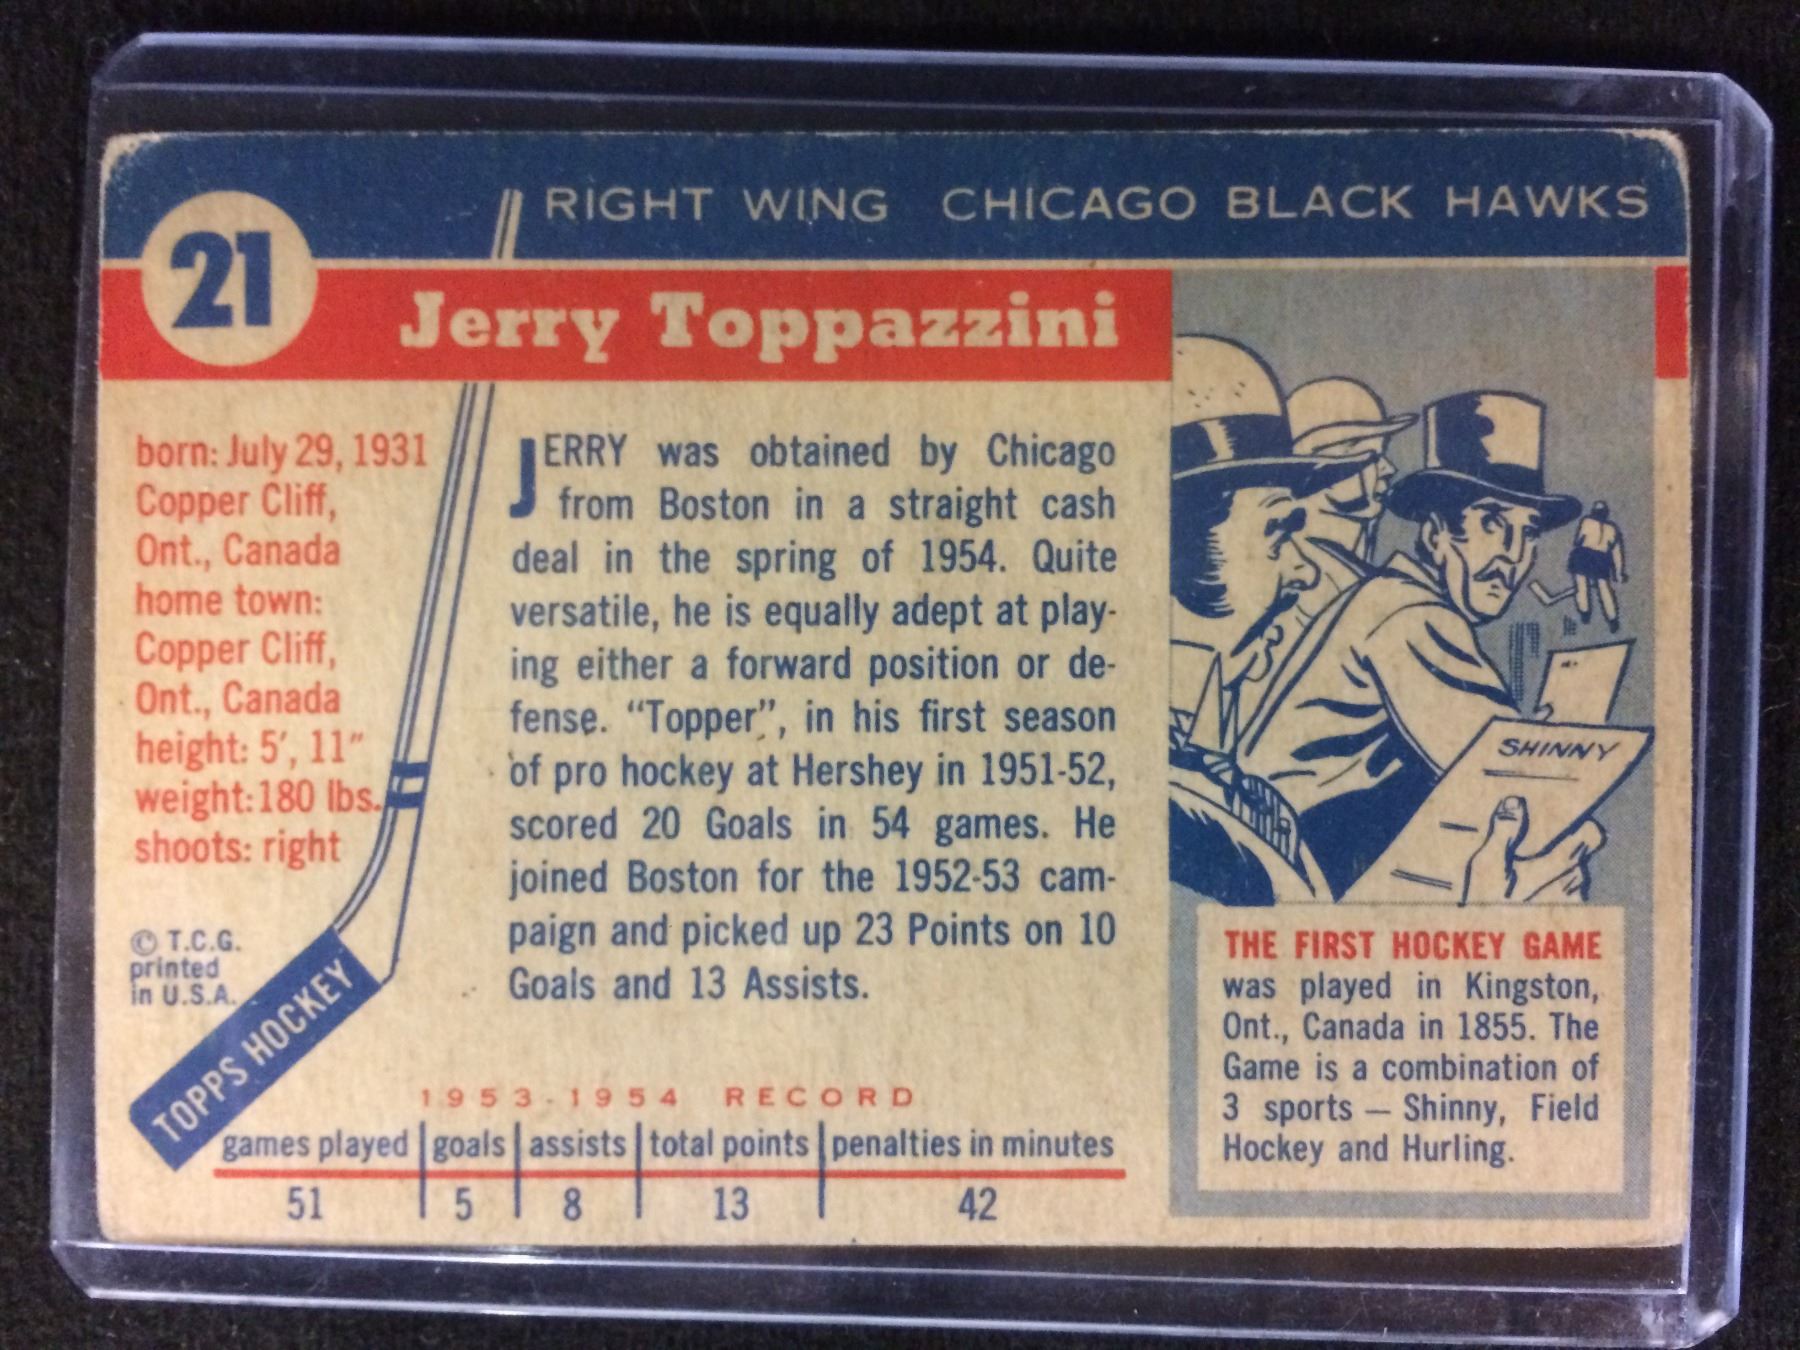 RIGHT WING CHICAGO BLACK HAWKS
21
Jerry Toppazzini
born: July 29, 1931
Copper Cliff,
Ont., Canada
home town:
Copper Cliff,
Ont., Canada
height: 5′, 11″
weight: 180 lbs.
shoots: right
© T.C.G.
printed
in U.S.A.
TOPPS HOCKEY
JERRY was obtained by Chicago
from Boston in a straight cash
deal in the spring of 1954. Quite
versatile, he is equally adept at play-
ing either a forward position or de-
fense. “Topper”, in his first season
of pro hockey at Hershey in 1951-52,
scored 20 Goals in 54 games. He
joined Boston for the 1952-53 cam-
paign and picked up 23 Points on 10
Goals and 13 Assists.
1953-1954 RECORD
games played goals assists total points penalties in minutes
51 5 8 13 42
SHINNY
THE FIRST HOCKEY GAME
was played in Kingston,
Ont., Canada in 1855. The
Game is a combination of
3 sports — Shinny, Field
Hockey and Hurling.